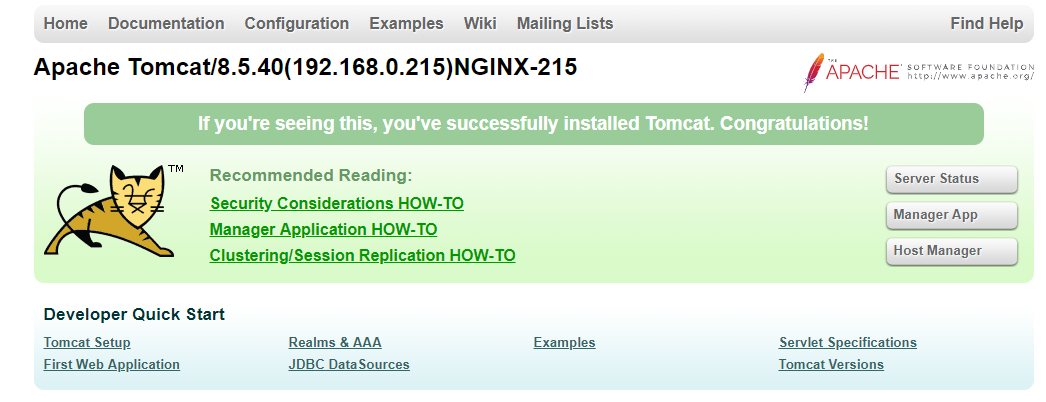 Home Documentation Configuration Examples Wiki Mailing Lists Find Help
Apache Tomcat/8.5.40(192.168.0.215)NGINX-215
THE APACHE® SOFTWARE FOUNDATION
http://www.apache.org/
If you're seeing this, you've successfully installed Tomcat. Congratulations!
TM
Recommended Reading:
Security Considerations HOW-TO
Manager Application HOW-TO
Clustering/Session Replication HOW-TO
Server Status
Manager App
Host Manager
Developer Quick Start
Tomcat Setup
First Web Application
Realms & AAA
JDBC DataSources
Examples
Servlet Specifications
Tomcat Versions